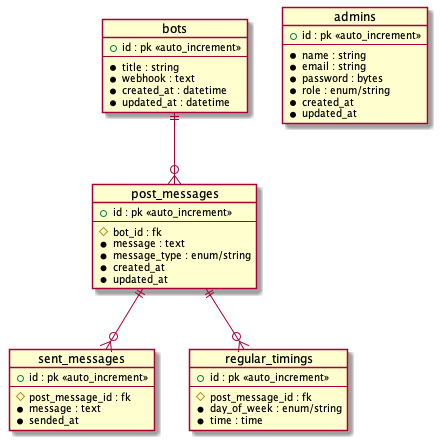 bots
id : pk «auto_increment»
title : string
webhook : text
created_at : datetime
updated_at : datetime
admins
id : pk «auto_increment»
name : string
email : string
password : bytes
role : enum/string
created_at
updated_at
post_messages
id : pk «auto_increment»
bot_id : fk
message : text
message_type : enum/string
created_at
updated_at
sent_messages
id : pk «auto_increment»
post_message_id : fk
message : text
sended_at
regular_timings
id : pk «auto_increment»
post_message_id : fk
day_of_week : enum/string
time : time